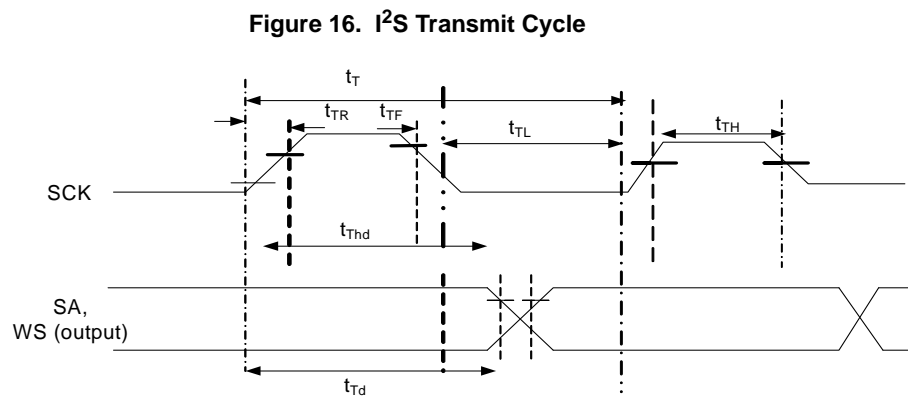 Figure 16. I²S Transmit Cycle
tT
tTR
tTF
tTL
tTH
SCK
tThd
SA,
WS (output)
tTd